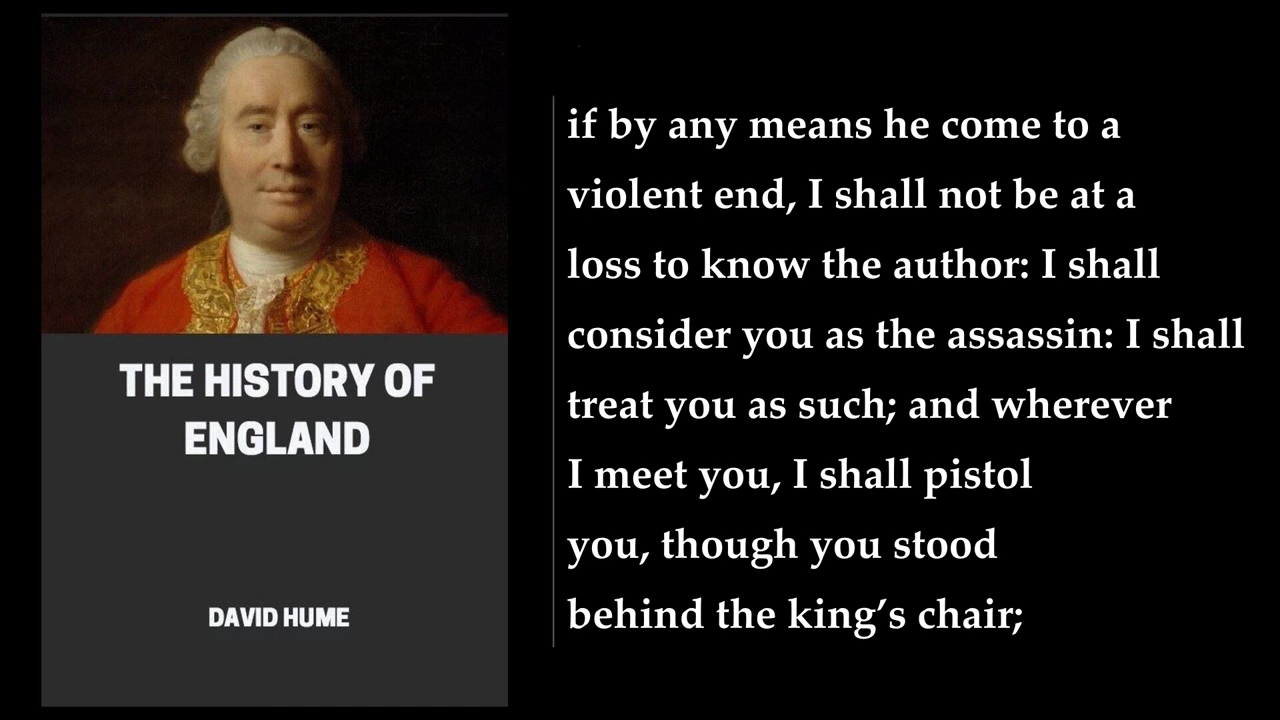 THE HISTORY OF
ENGLAND
DAVID HUME
if by any means he come to a
violent end, I shall not be at a
loss to know the author: I shall
consider you as the assassin: I shall
treat you as such; and wherever
I meet you, I shall pistol
you, though you stood
behind the king’s chair;